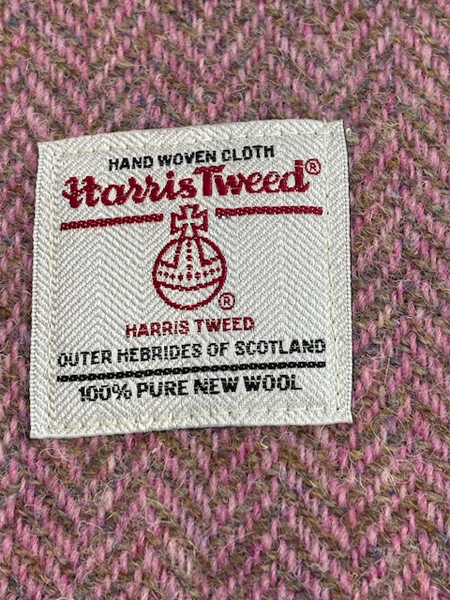 HAND WOVEN CLOTH
Harris Tweed®
®
HARRIS TWEED
OUTER HEBRIDES OF SCOTLAND
100% PURE NEW WOOL